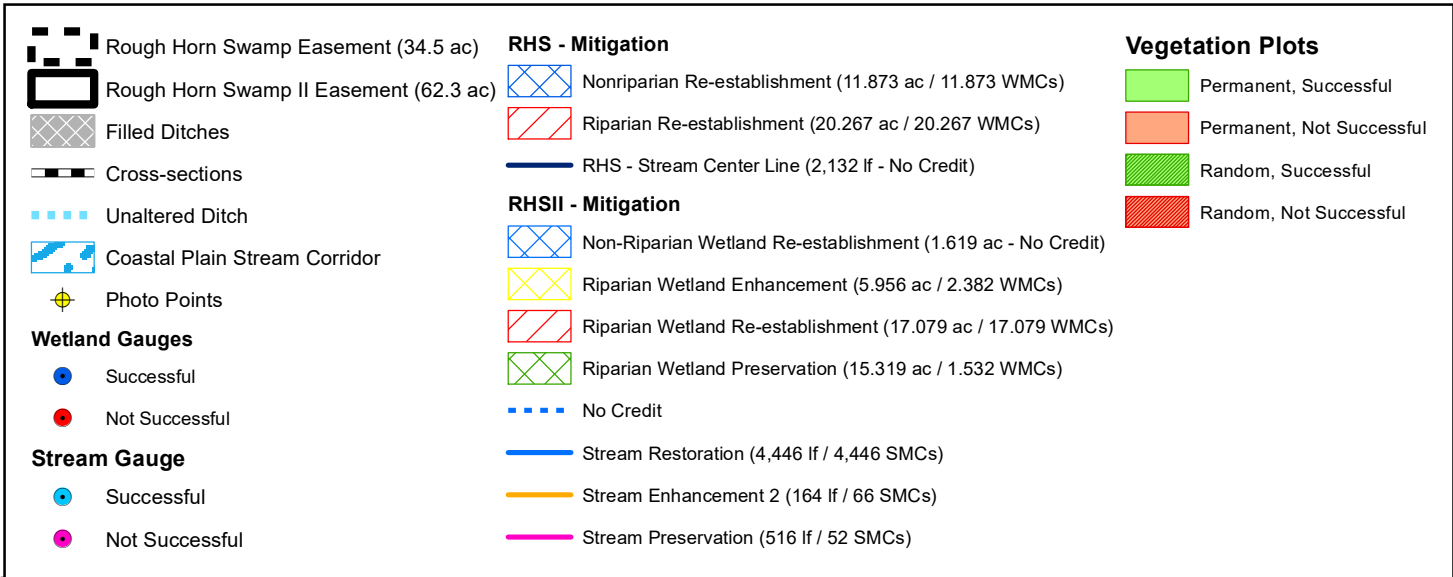 Rough Horn Swamp Easement (34.5 ac)
Rough Horn Swamp II Easement (62.3 ac)
Filled Ditches
Cross-sections
Unaltered Ditch
Coastal Plain Stream Corridor
Photo Points
Wetland Gauges
Successful
Not Successful
Stream Gauge
Successful
Not Successful
RHS - Mitigation
Nonriparian Re-establishment (11.873 ac / 11.873 WMCs)
Riparian Re-establishment (20.267 ac / 20.267 WMCs)
RHS - Stream Center Line (2,132 lf - No Credit)
RHSII - Mitigation
Non-Riparian Wetland Re-establishment (1.619 ac - No Credit)
Riparian Wetland Enhancement (5.956 ac / 2.382 WMCs)
Riparian Wetland Re-establishment (17.079 ac / 17.079 WMCs)
Riparian Wetland Preservation (15.319 ac / 1.532 WMCs)
No Credit
Stream Restoration (4,446 lf / 4,446 SMCs)
Stream Enhancement 2 (164 lf / 66 SMCs)
Stream Preservation (516 lf / 52 SMCs)
Vegetation Plots
Permanent, Successful
Permanent, Not Successful
Random, Successful
Random, Not Successful